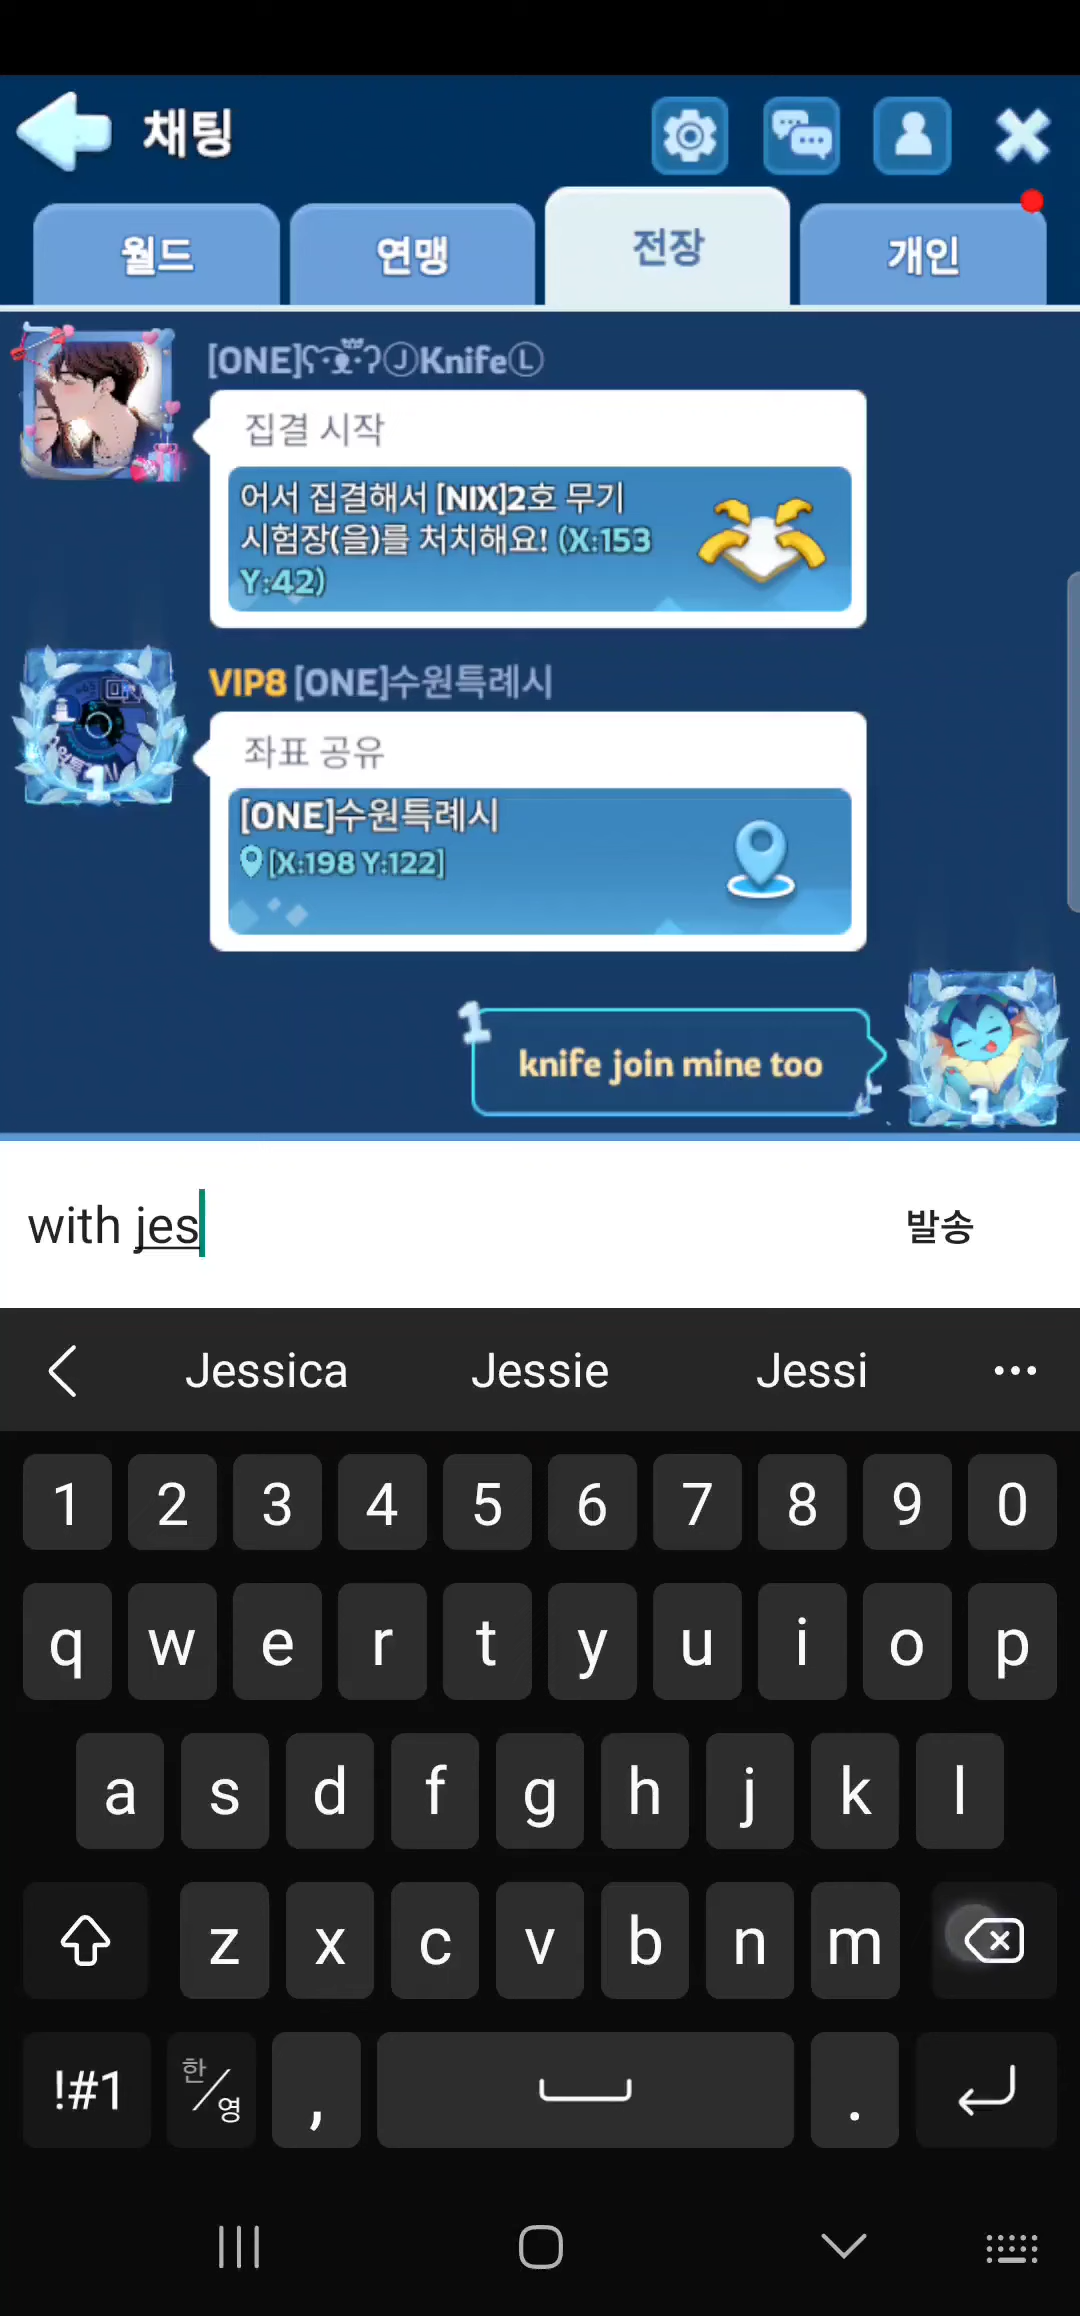 채팅
월드 연맹 전장 개인
[ONE]ʕ·ᴥ·ʔⒿKnifeⓁ
집결 시작
어서 집결해서 [NIX]2호 무기
시험장(을)를 처치해요! (X:153
Y:42)
VIP8 [ONE]수원특례시
좌표 공유
[ONE]수원특례시
[X:198 Y:122]
1
1
knife join mine too
1
with jes 발송
Jessica Jessie Jessi
1 2 3 4 5 6 7 8 9 0
q w e r t y u i o p
a s d f g h j k l
z x c v b n m
!#1 한/영 , .